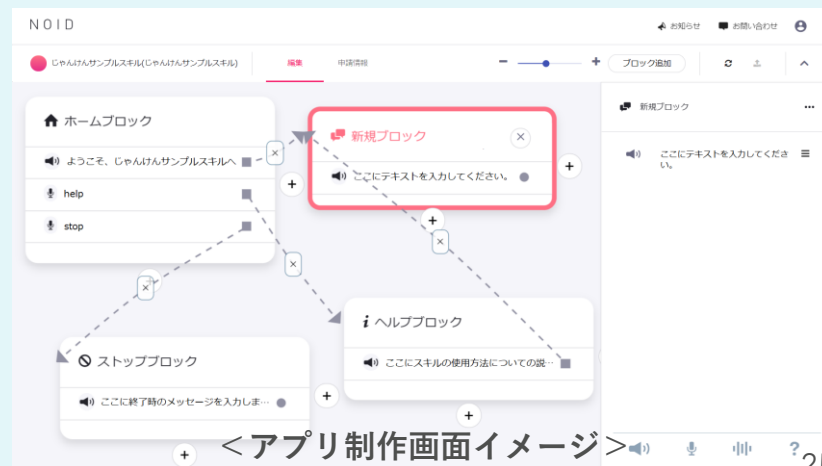 NOID
お知らせ
お問い合わせ
じゃんけんサンプルスキル(じゃんけんサンプルスキル)
編集
申請情報
ブロック追加
ホームブロック
ようこそ、じゃんけんサンプルスキルへ
help
stop
新規ブロック
ここにテキストを入力してください。
ストップブロック
ここに終了時のメッセージを入力しま…
ヘルプブロック
ここにスキルの使用方法についての説…
新規ブロック
ここにテキストを入力してくださ
い。
＜アプリ制作画面イメージ＞